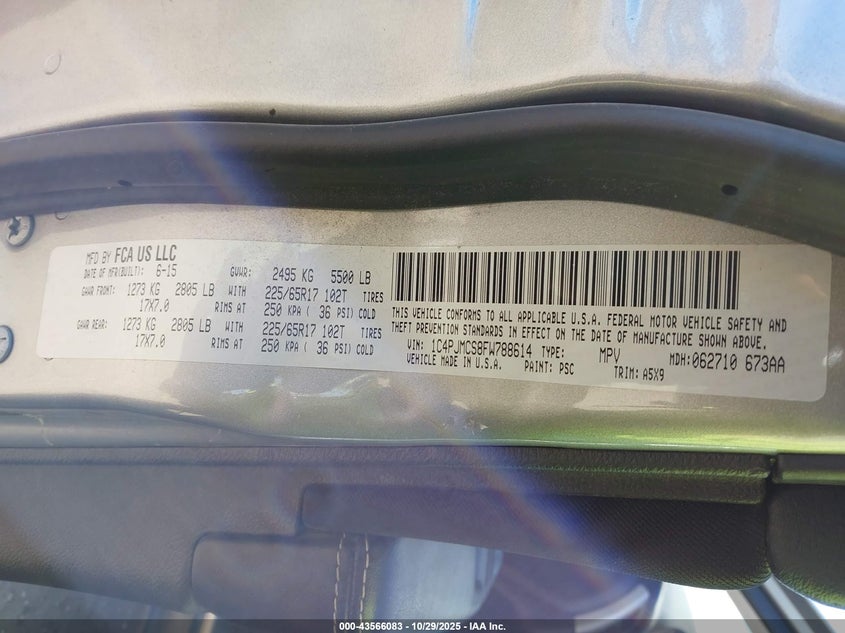 MFD BY FCA US LLC
DATE OF MFR(BUILT): 6-15 GVWR: 2495 KG 5500 LB
GAWR FRONT: 1273 KG 2805 LB WITH 225/65R17 102T TIRES
17X7.0 RIMS AT 250 KPA ( 36 PSI) COLD
GAWR REAR: 1273 KG 2805 LB WITH 225/65R17 102T TIRES
17X7.0 RIMS AT 250 KPA ( 36 PSI) COLD
THIS VEHICLE CONFORMS TO ALL APPLICABLE U.S.A. FEDERAL MOTOR VEHICLE SAFETY AND
THEFT PREVENTION STANDARDS IN EFFECT ON THE DATE OF MANUFACTURE SHOWN ABOVE.
VIN: 1C4PJMCS8FW788614 TYPE: MPV MDH:062710 673AA
VEHICLE MADE IN U.S.A. PAINT: PSC TRIM: A5X9
000-43566083 - 10/29/2025 - IAA Inc.